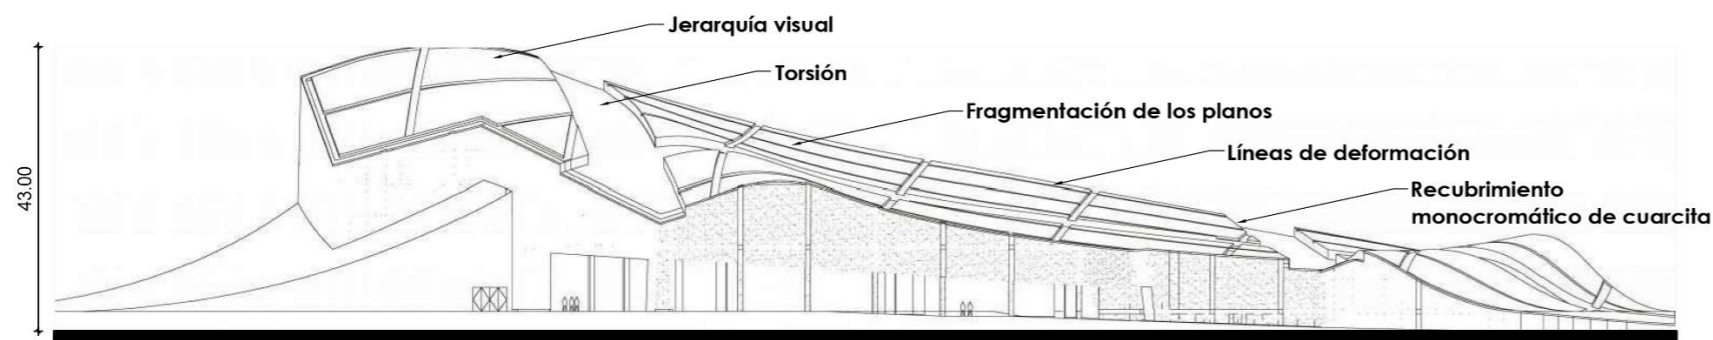 Jerarquía visual
Torsión
Fragmentación de los planos
Líneas de deformación
Recubrimiento
monocromático de cuarcita
43.00